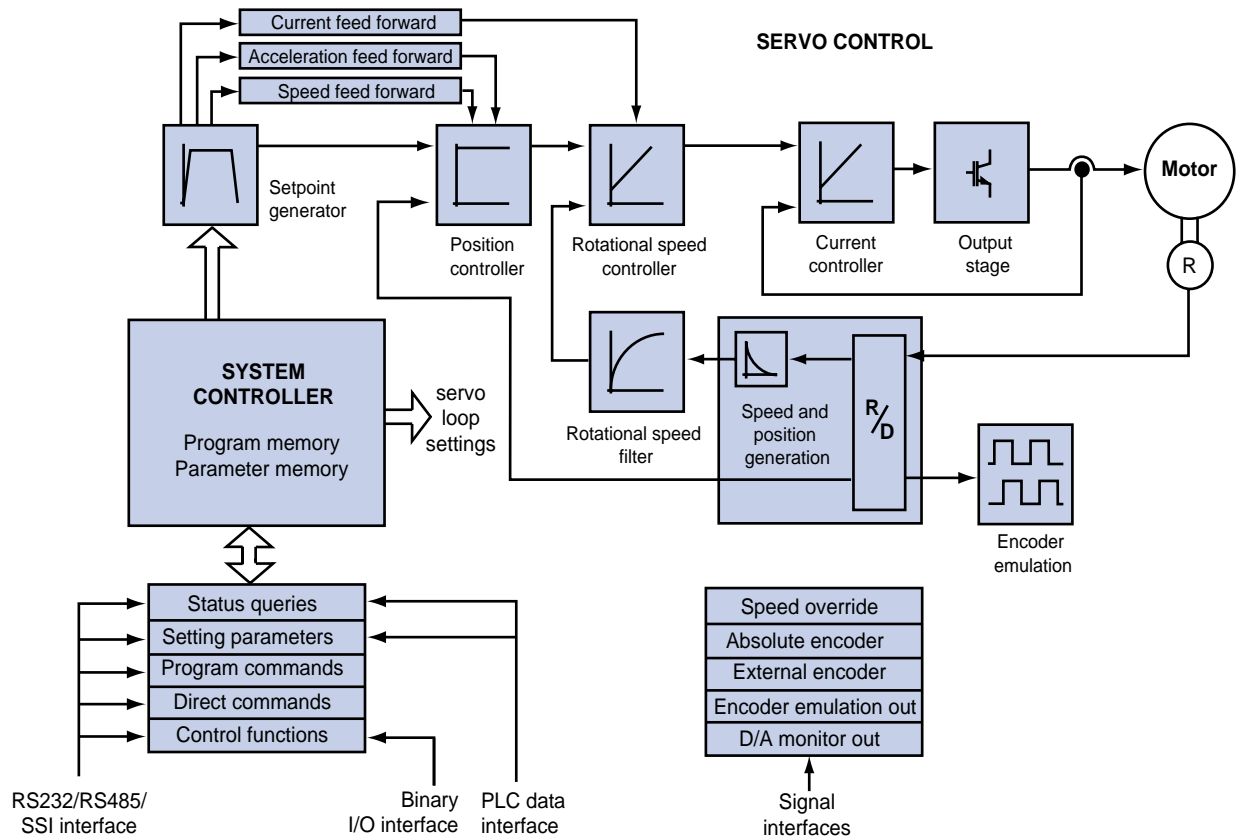 Current feed forward
SERVO CONTROL
Acceleration feed forward
Speed feed forward
Setpoint
generator
Position
controller
Rotational speed
controller
Current
controller
Output
stage
Motor
R
SYSTEM
CONTROLLER
Program memory
Parameter memory
servo
loop
settings
Rotational speed
filter
Speed and
position
generation
R/D
Encoder
emulation
Status queries
Setting parameters
Program commands
Direct commands
Control functions
RS232/RS485/
SSI interface
Binary
I/O interface
PLC data
interface
Speed override
Absolute encoder
External encoder
Encoder emulation out
D/A monitor out
Signal
interfaces